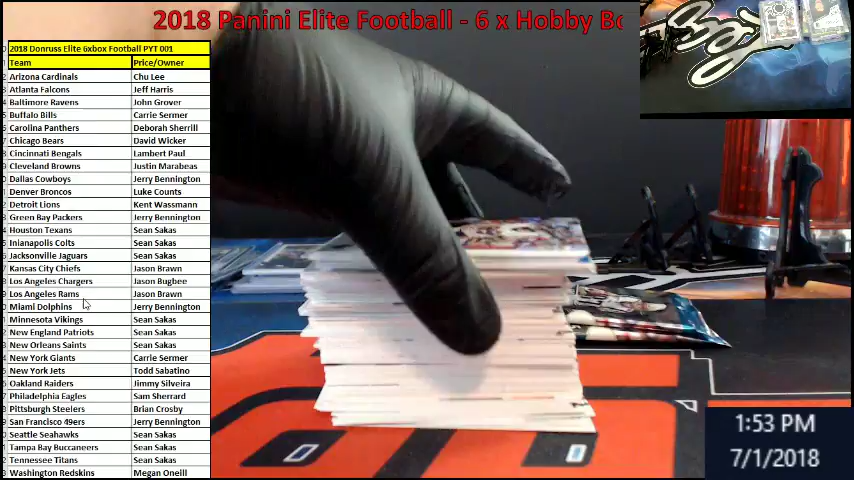 2018 Panini Elite Football - 6 x Hobby Bo
2018 Donruss Elite 6xbox Football PYT 001
Team Price/Owner
Arizona Cardinals Chu Lee
Atlanta Falcons Jeff Harris
Baltimore Ravens John Grover
Buffalo Bills Carrie Sermer
Carolina Panthers Deborah Sherrill
Chicago Bears David Wicker
Cincinnati Bengals Lambert Paul
Cleveland Browns Justin Marabeas
Dallas Cowboys Jerry Bennington
Denver Broncos Luke Counts
Detroit Lions Kent Wassmann
Green Bay Packers Jerry Bennington
Houston Texans Sean Sakas
Inianapolis Colts Sean Sakas
Jacksonville Jaguars Sean Sakas
Kansas City Chiefs Jason Brawn
Los Angeles Chargers Jason Bugbee
Los Angeles Rams Jason Brawn
Miami Dolphins Jerry Bennington
Minnesota Vikings Sean Sakas
New England Patriots Sean Sakas
New Orleans Saints Sean Sakas
New York Giants Carrie Sermer
New York Jets Todd Sabatino
Oakland Raiders Jimmy Silveira
Philadelphia Eagles Sam Sherrard
Pittsburgh Steelers Brian Crosby
San Francisco 49ers Jerry Bennington
Seattle Seahawks Sean Sakas
Tampa Bay Buccaneers Sean Sakas
Tennessee Titans Sean Sakas
Washington Redskins Megan Oneill
1:53 PM
7/1/2018